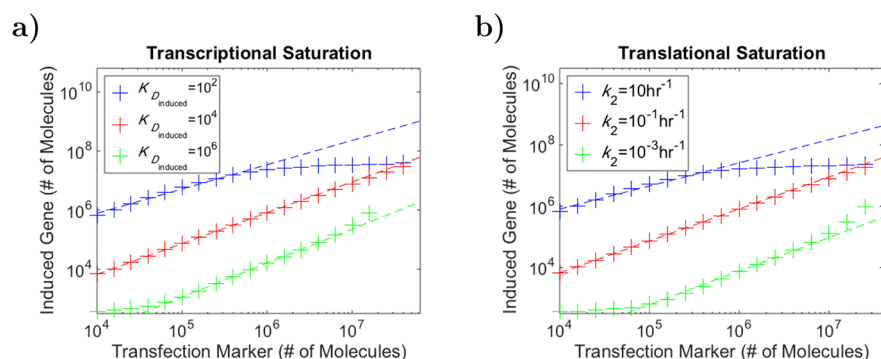 a)
Transcriptional Saturation
Induced Gene (# of Molecules)
10^10
10^8
10^6
10^4
K_D_induced=10^2
K_D_induced=10^4
K_D_induced=10^6
10^4 10^5 10^6 10^7
Transfection Marker (# of Molecules)
b)
Translational Saturation
Induced Gene (# of Molecules)
10^10
10^8
10^6
10^4
k_2=10hr^-1
k_2=10^-1hr^-1
k_2=10^-3hr^-1
10^4 10^5 10^6 10^7
Transfection Marker (# of Molecules)